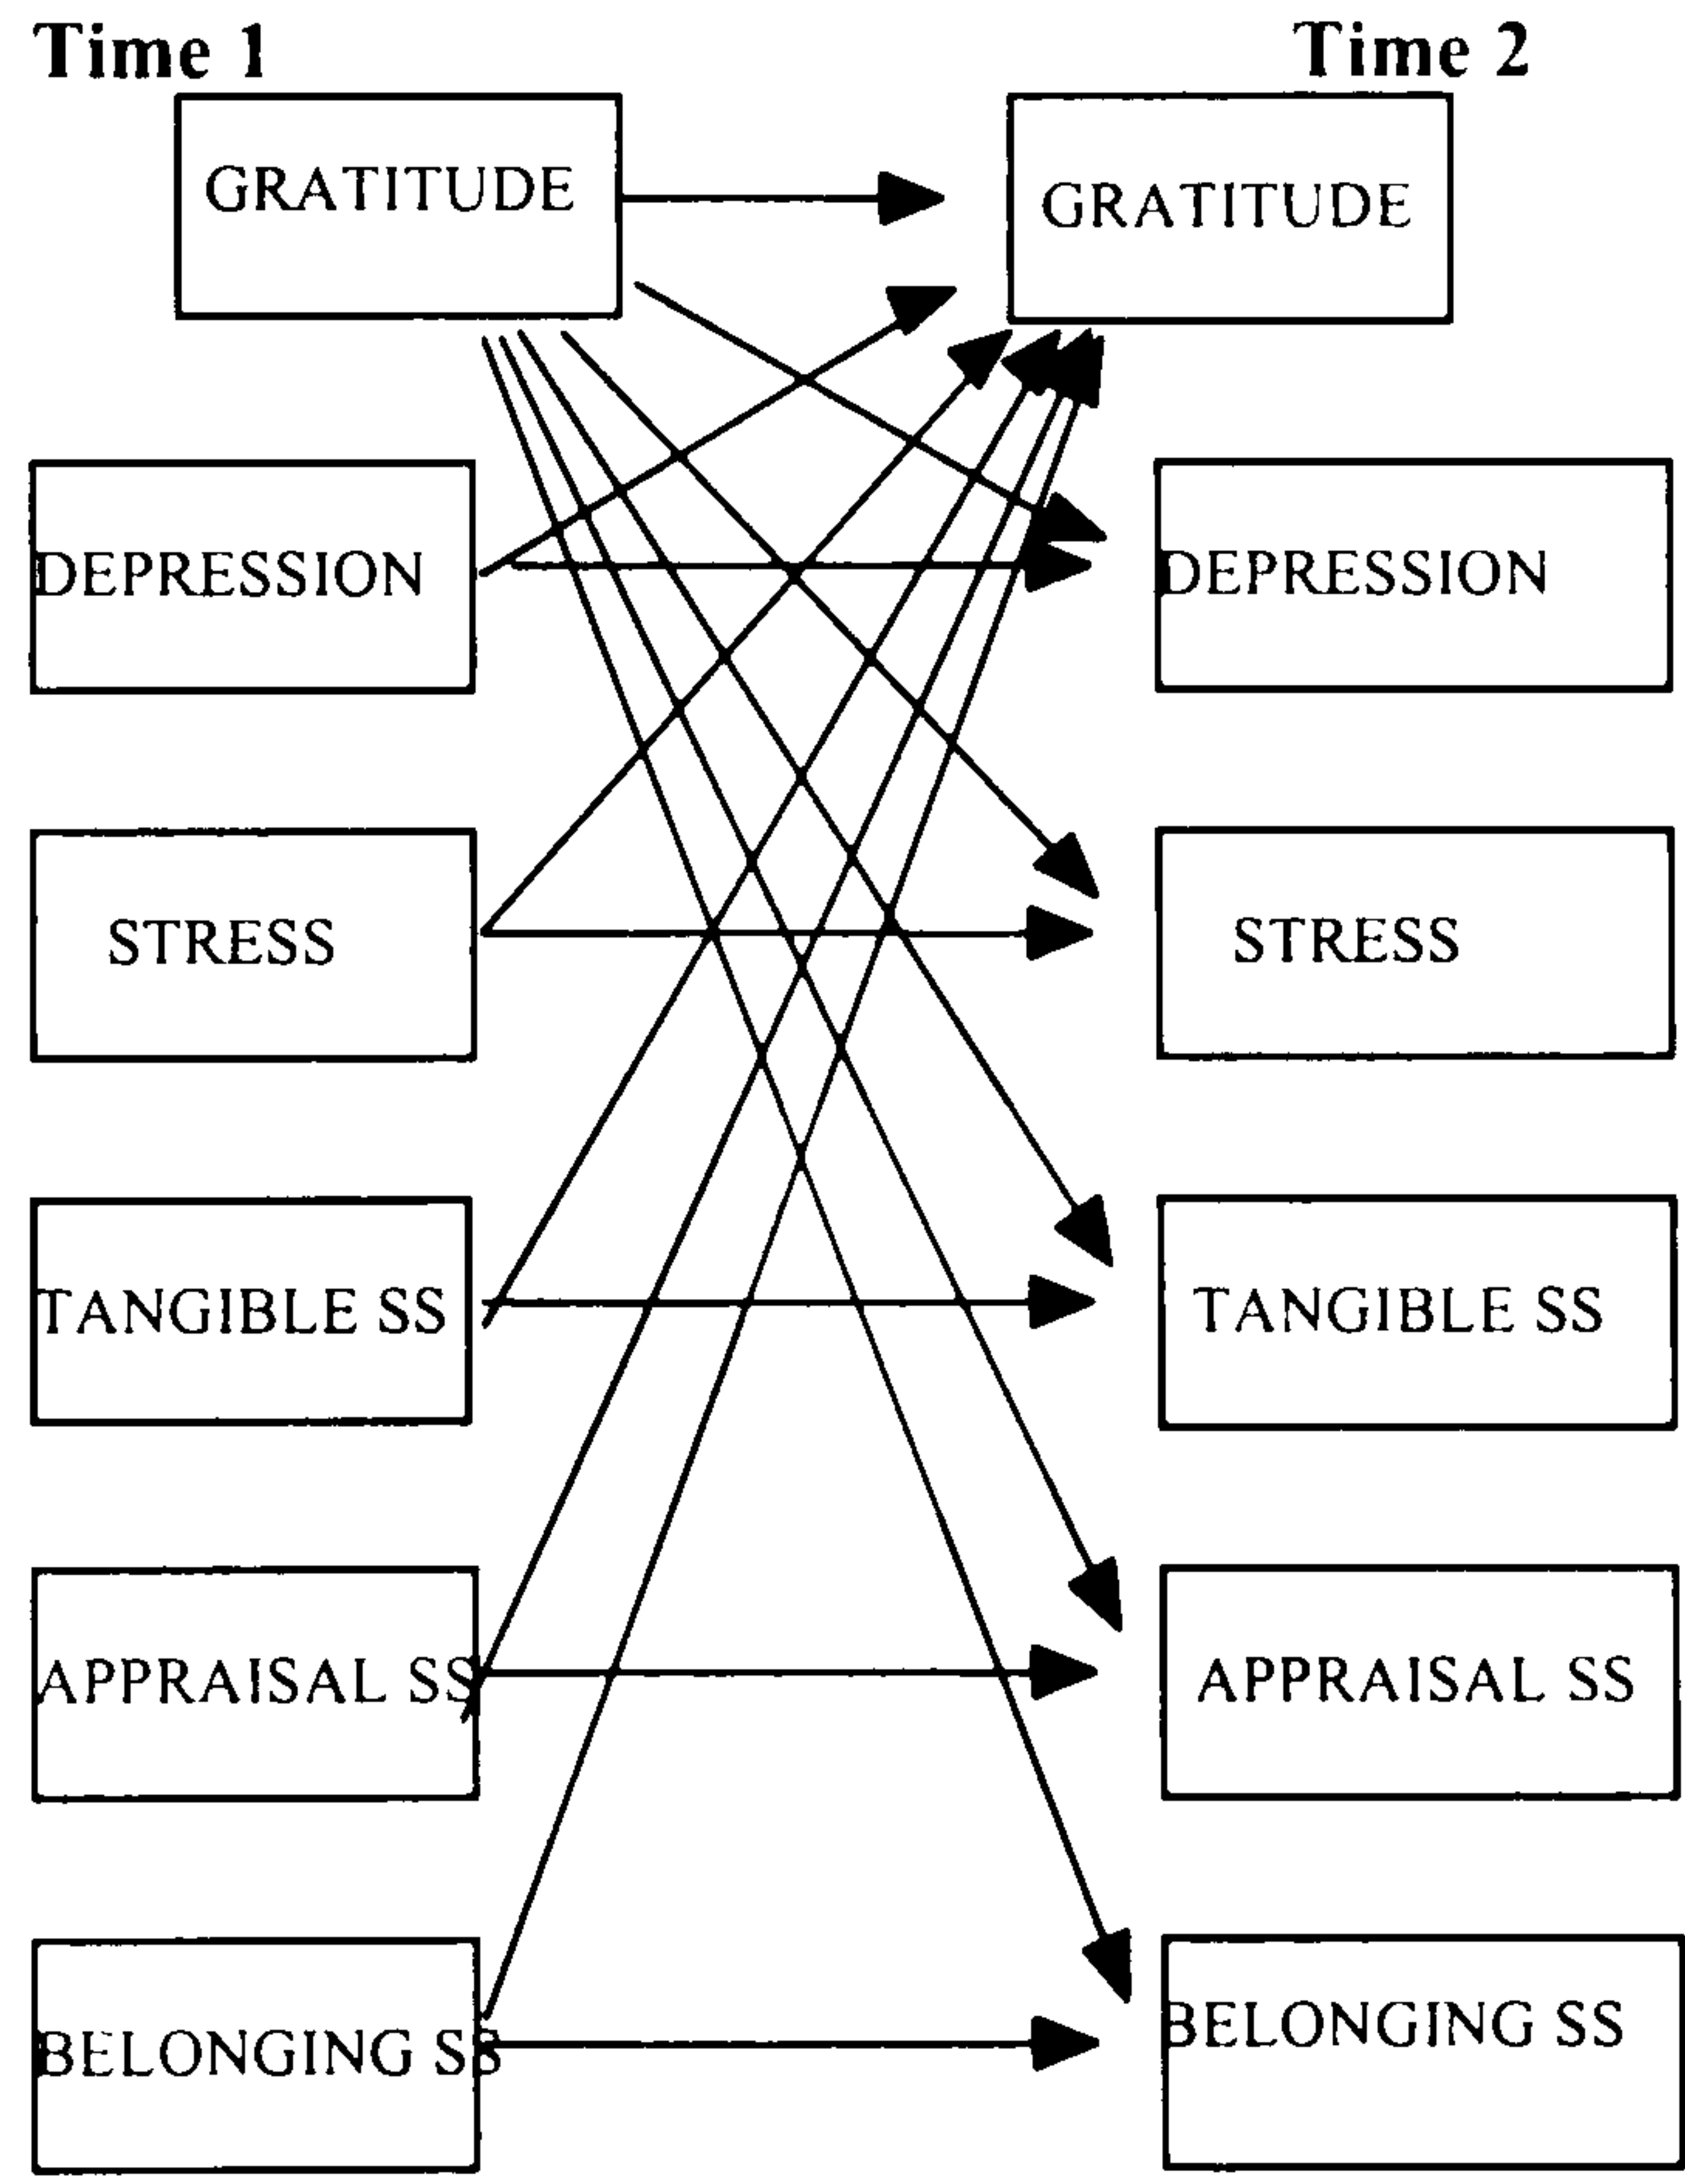 Time 1 Time 2
GRATITUDE GRATITUDE
DEPRESSION DEPRESSION
STRESS STRESS
TANGIBLE SS TANGIBLE SS
APPRAISAL SS APPRAISAL SS
BELONGING SS BELONGING SS